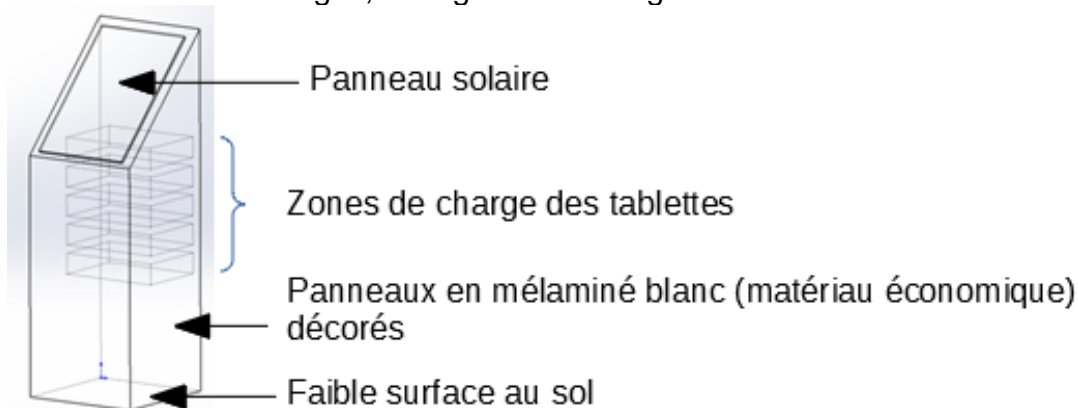 Panneau solaire
Zones de charge des tablettes
Panneaux en mélaminé blanc (matériau économique)
décorés
Faible surface au sol